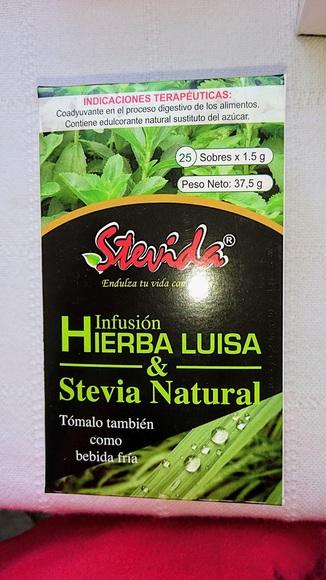 INDICACIONES TERAPÉUTICAS:
Coadyuvante en el proceso digestivo de los alimentos.
Contiene edulcorante natural sustituto del azúcar.
25 Sobres x 1.5 g
Peso Neto: 37,5 g
Stevida®
Endulza tu vida con
Infusión
HIERBA LUISA
&
Stevia Natural
Tómalo también
como
bebida fría